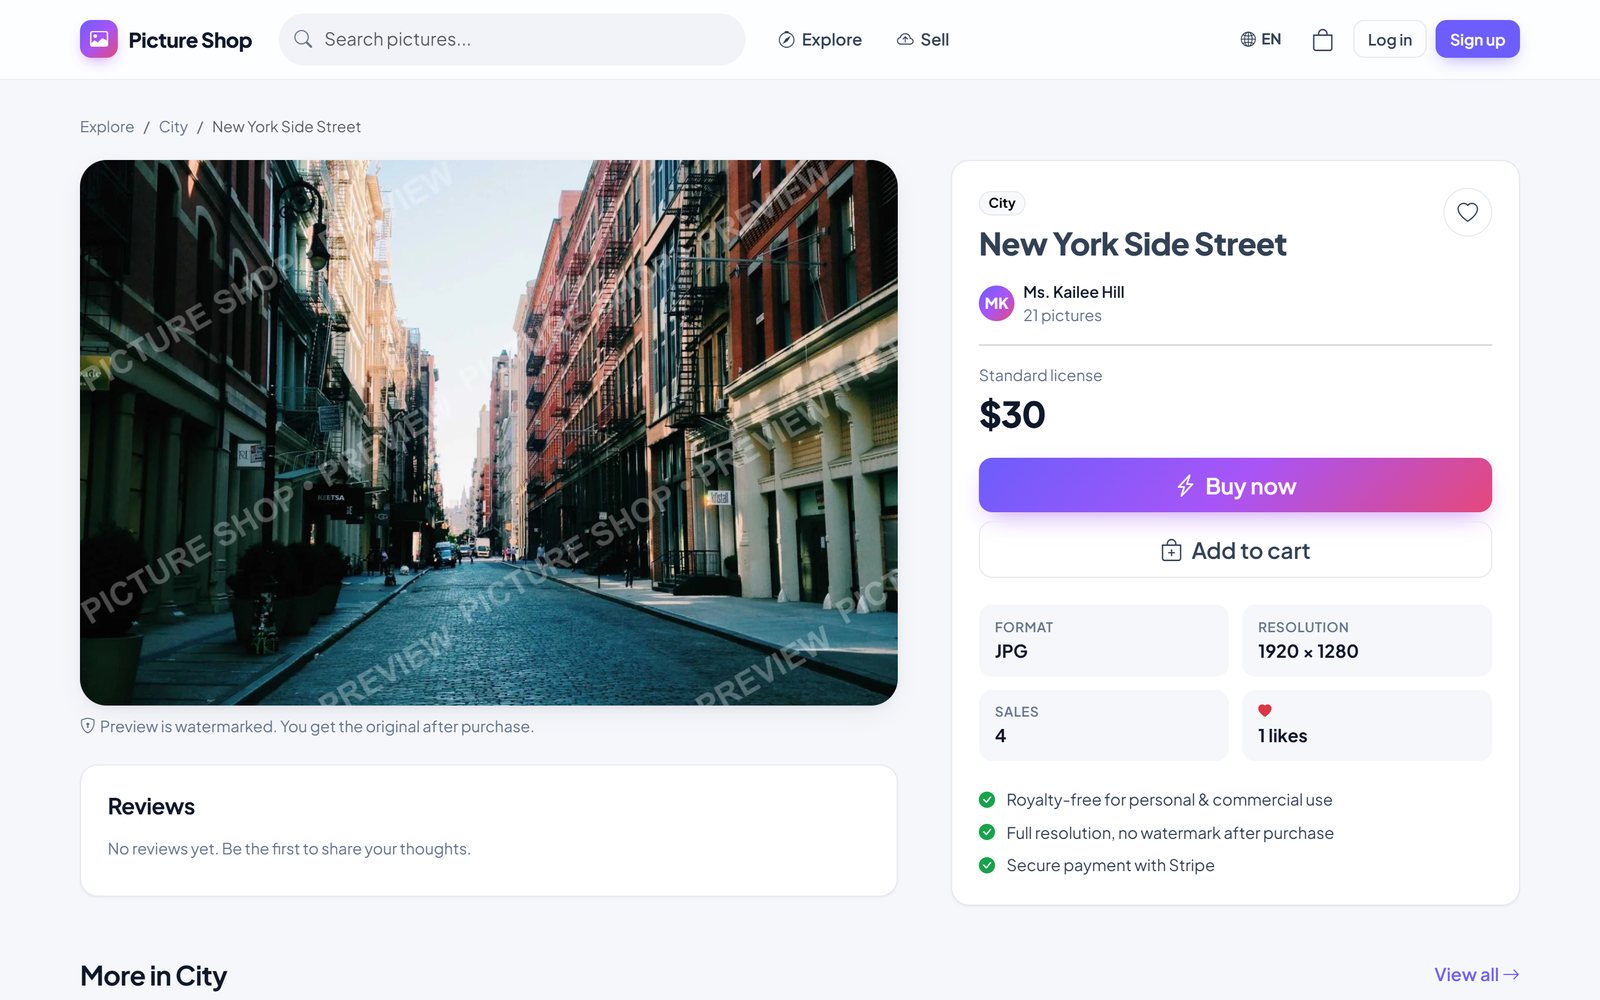 Picture Shop
Search pictures...
Explore
Sell
EN
Log in
Sign up
Explore / City / New York Side Street
PICTURE SHOP • PREVIEW
PICTURE SHOP • PREVIEW
PICTURE SHOP • PREVIEW
PICTURE SHOP • PREVIEW
KEETSA
kristall
Preview is watermarked. You get the original after purchase.
Reviews
No reviews yet. Be the first to share your thoughts.
City
New York Side Street
MK
Ms. Kailee Hill
21 pictures
Standard license
$30
Buy now
Add to cart
FORMAT
JPG
RESOLUTION
1920 × 1280
SALES
4
1 likes
Royalty-free for personal & commercial use
Full resolution, no watermark after purchase
Secure payment with Stripe
More in City
View all